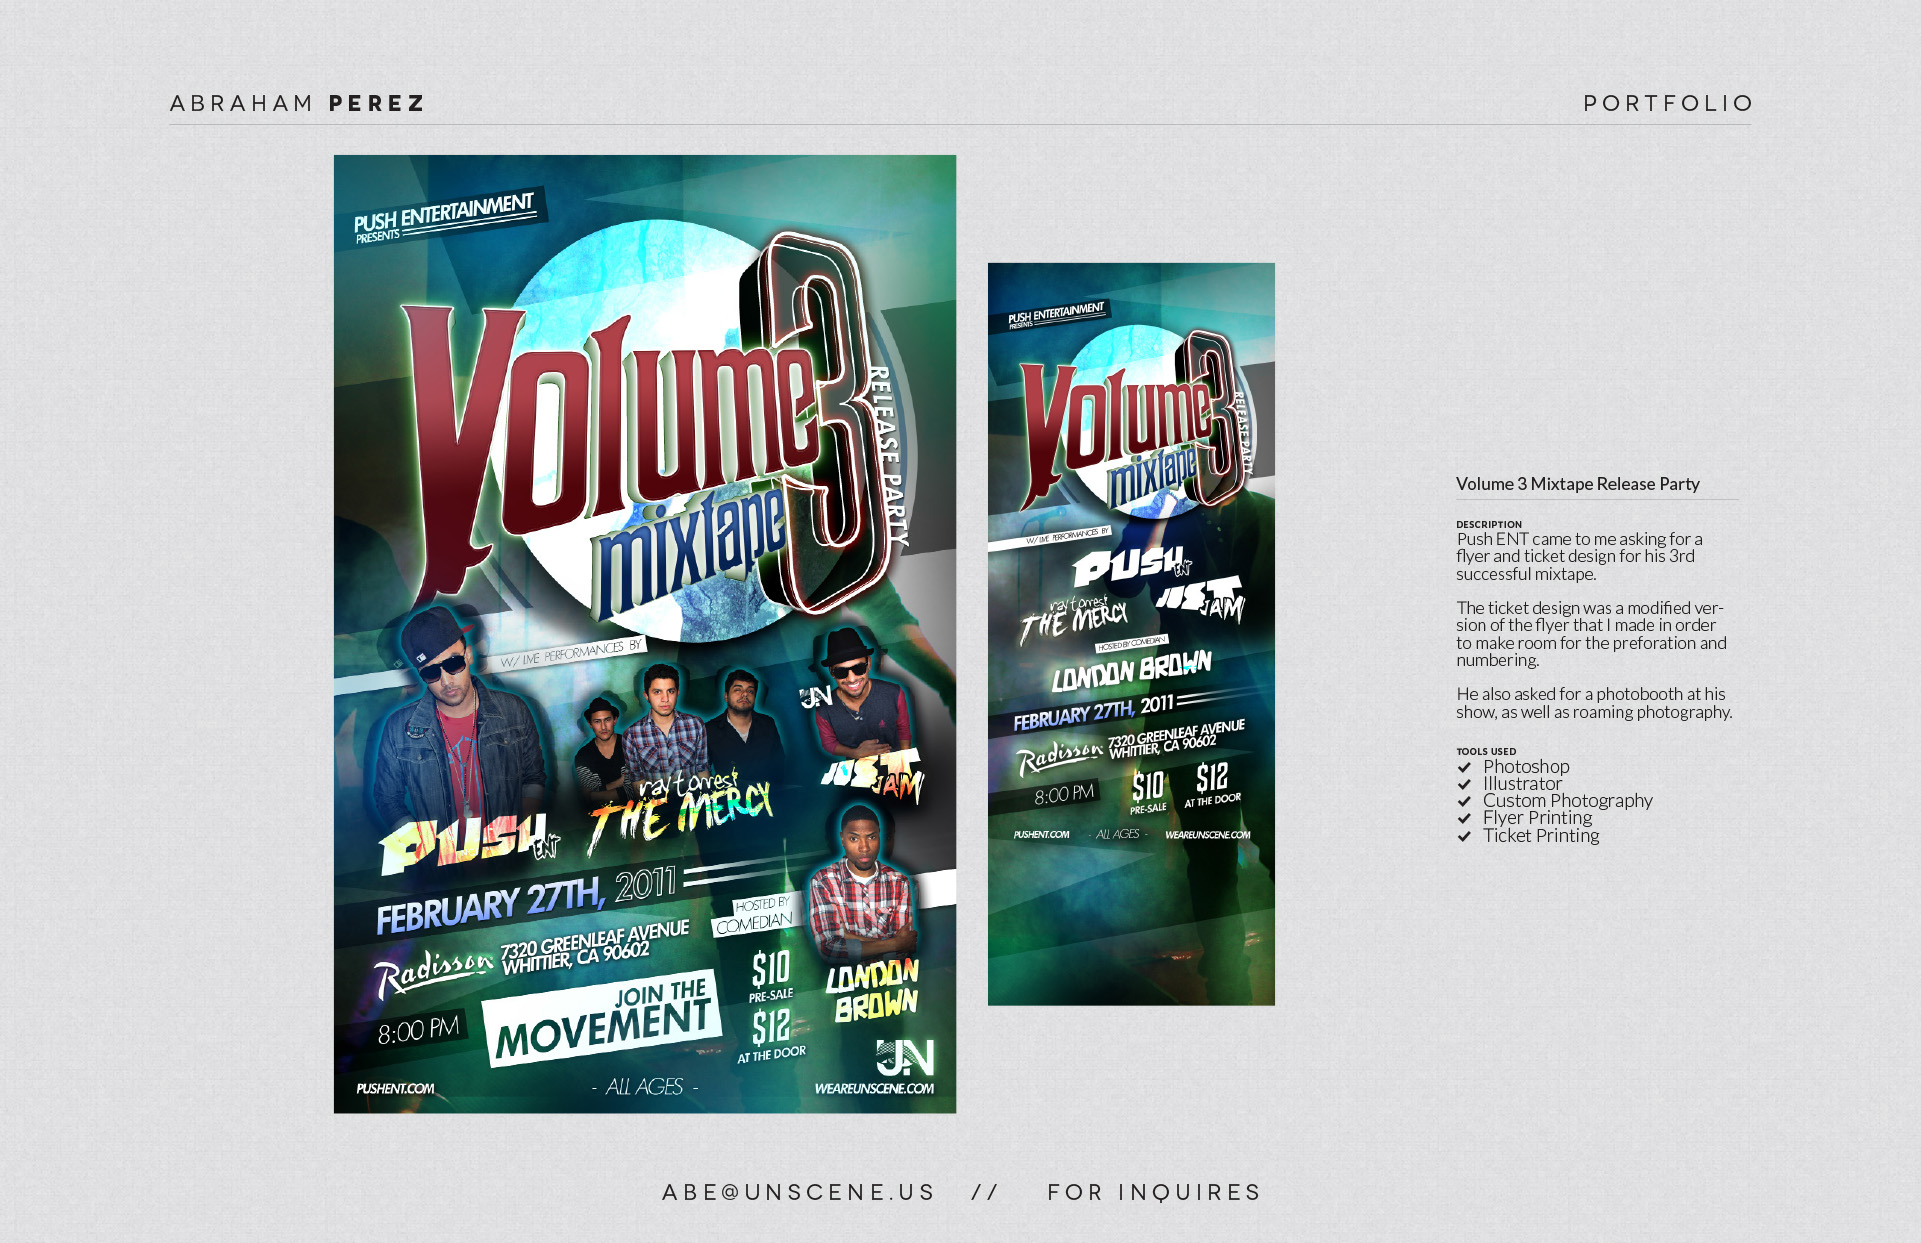 ABRAHAM PEREZ
PORTFOLIO
PUSH ENTERTAINMENT
PRESENTS
Volume 3
mixtape
RELEASE PARTY
W/ LIVE PERFORMANCES BY
UN
JUST
JAM
ray torres &
THE MERCY
PUSH
ENT
FEBRUARY 27TH, 2011
HOSTED BY
COMEDIAN
Radisson
7320 GREENLEAF AVENUE
WHITTIER, CA 90602
LONDON
BROWN
8:00 PM
JOIN THE
MOVEMENT
$10
PRE-SALE
$12
AT THE DOOR
UN
PUSHENT.COM
- ALL AGES -
WEAREUNSCENE.COM
PUSH ENTERTAINMENT
PRESENTS
Volume 3
mixtape
RELEASE PARTY
W/ LIVE PERFORMANCES BY
PUSH
ENT
ray torres &
THE MERCY
JUST
JAM
HOSTED BY COMEDIAN
LONDON BROWN
FEBRUARY 27TH, 2011
Radisson
7320 GREENLEAF AVENUE
WHITTIER, CA 90602
8:00 PM
$10
PRE-SALE
$12
AT THE DOOR
PUSHENT.COM
- ALL AGES -
WEAREUNSCENE.COM
Volume 3 Mixtape Release Party
DESCRIPTION
Push ENT came to me asking for a
flyer and ticket design for his 3rd
successful mixtape.
The ticket design was a modified ver-
sion of the flyer that I made in order
to make room for the preforation and
numbering.
He also asked for a photobooth at his
show, as well as roaming photography.
TOOLS USED
✔ Photoshop
✔ Illustrator
✔ Custom Photography
✔ Flyer Printing
✔ Ticket Printing
ABE@UNSCENE.US // FOR INQUIRES